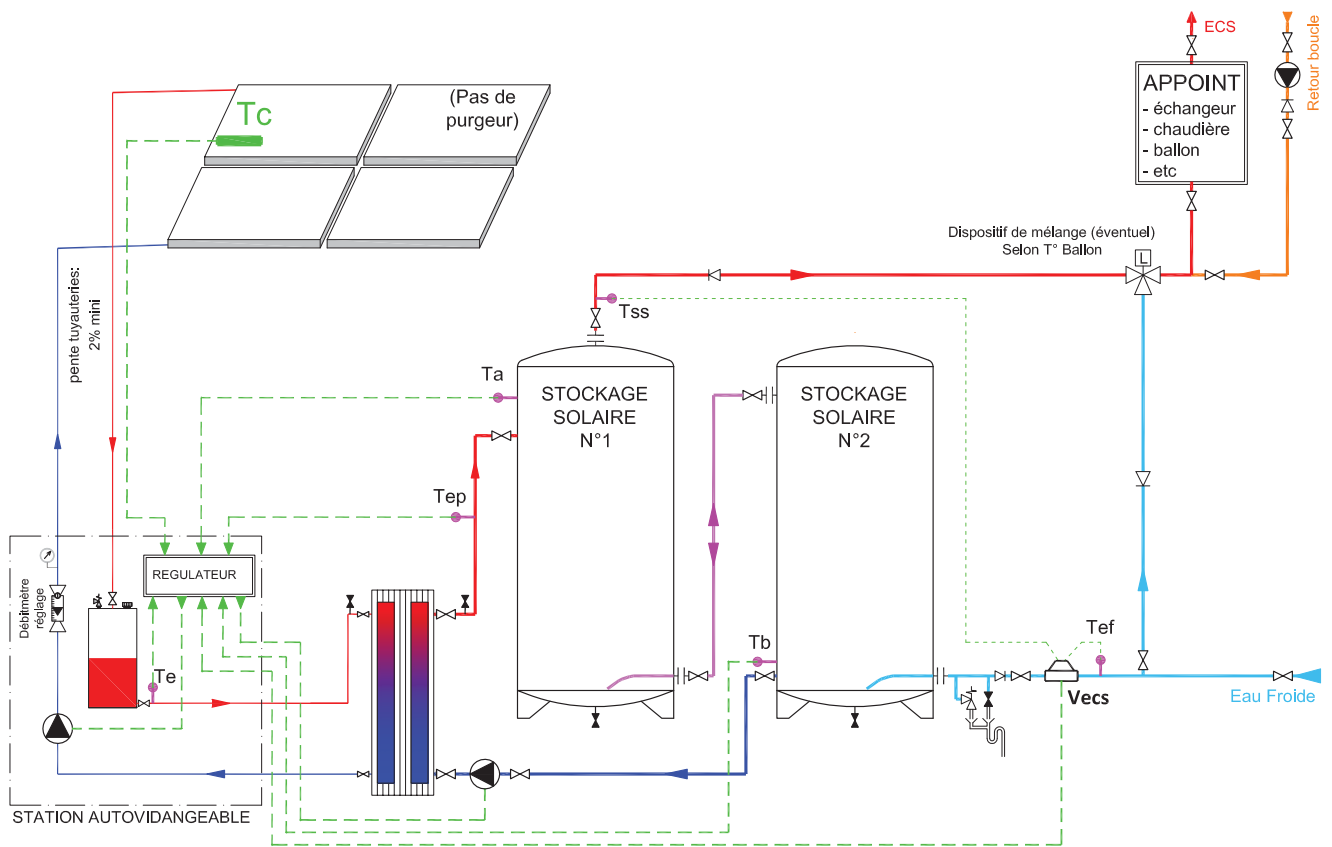 ECS
Retour boucle
APPOINT
- échangeur
- chaudière
- ballon
- etc
(Pas de
purgeur)
Tc
Dispositif de mélange (éventuel)
Selon T° Ballon
L
pente tuyauteries:
2% mini
Tss
Ta
STOCKAGE
SOLAIRE
N°1
STOCKAGE
SOLAIRE
N°2
Tep
REGULATEUR
Débitmètre
réglage
Te
Tb
Tef
Vecs
Eau Froide
STATION AUTOVIDANGEABLE